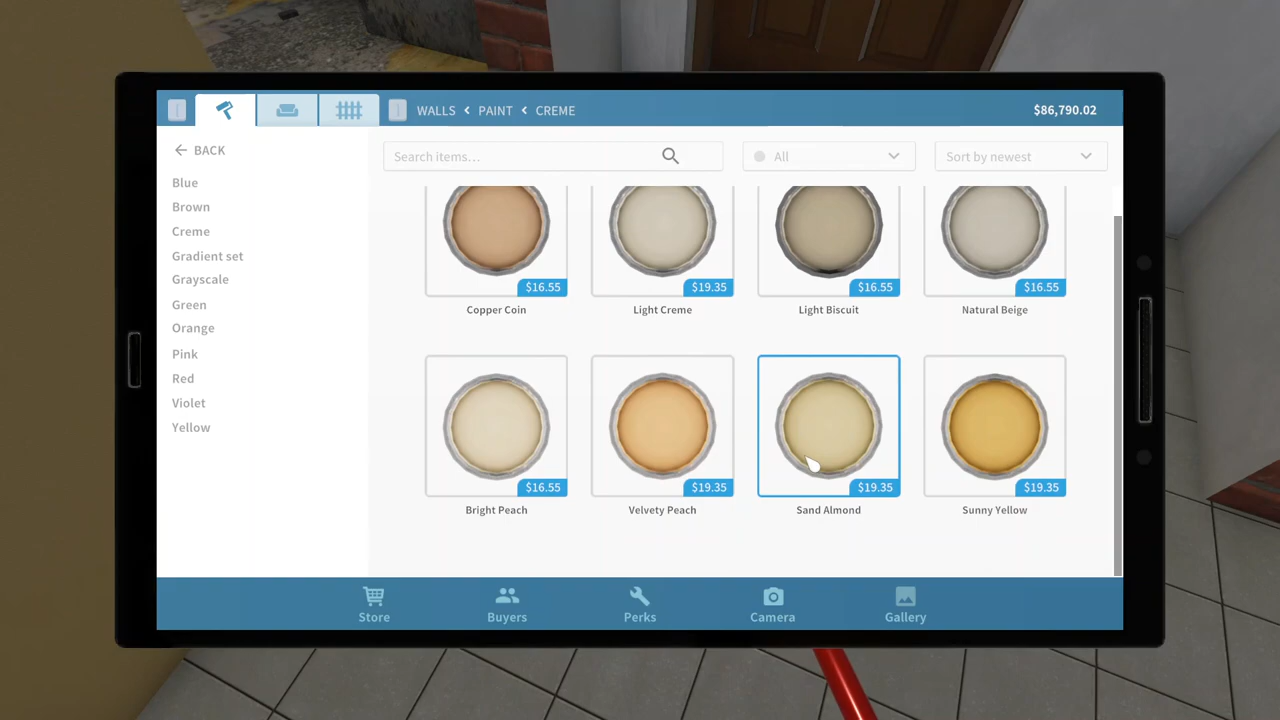 WALLS < PAINT < CREME
$86,790.02
BACK
Search items...
All
Sort by newest
Blue
Brown
Creme
Gradient set
Grayscale
Green
Orange
Pink
Red
Violet
Yellow
$16.55
$19.35
$16.55
$16.55
Copper Coin
Light Creme
Light Biscuit
Natural Beige
$16.55
$19.35
$19.35
$19.35
Bright Peach
Velvety Peach
Sand Almond
Sunny Yellow
Store
Buyers
Perks
Camera
Gallery